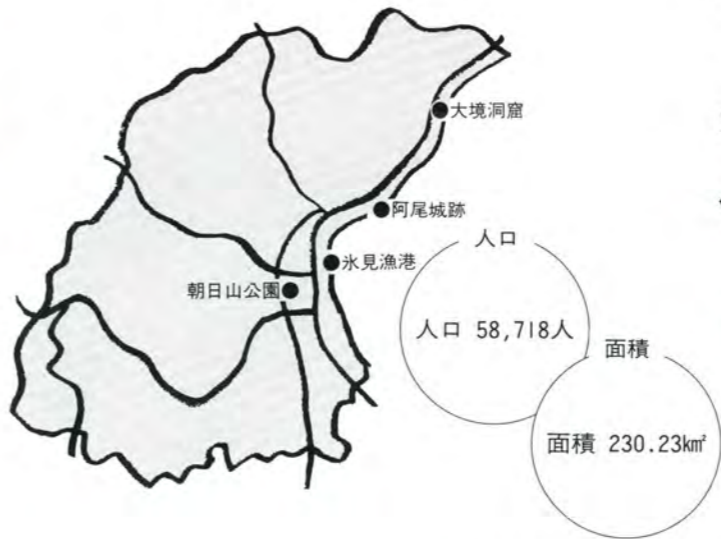 大境洞窟
阿尾城跡
氷見漁港
朝日山公園
人口
人口 58,718人
面積
面積 230.23km²